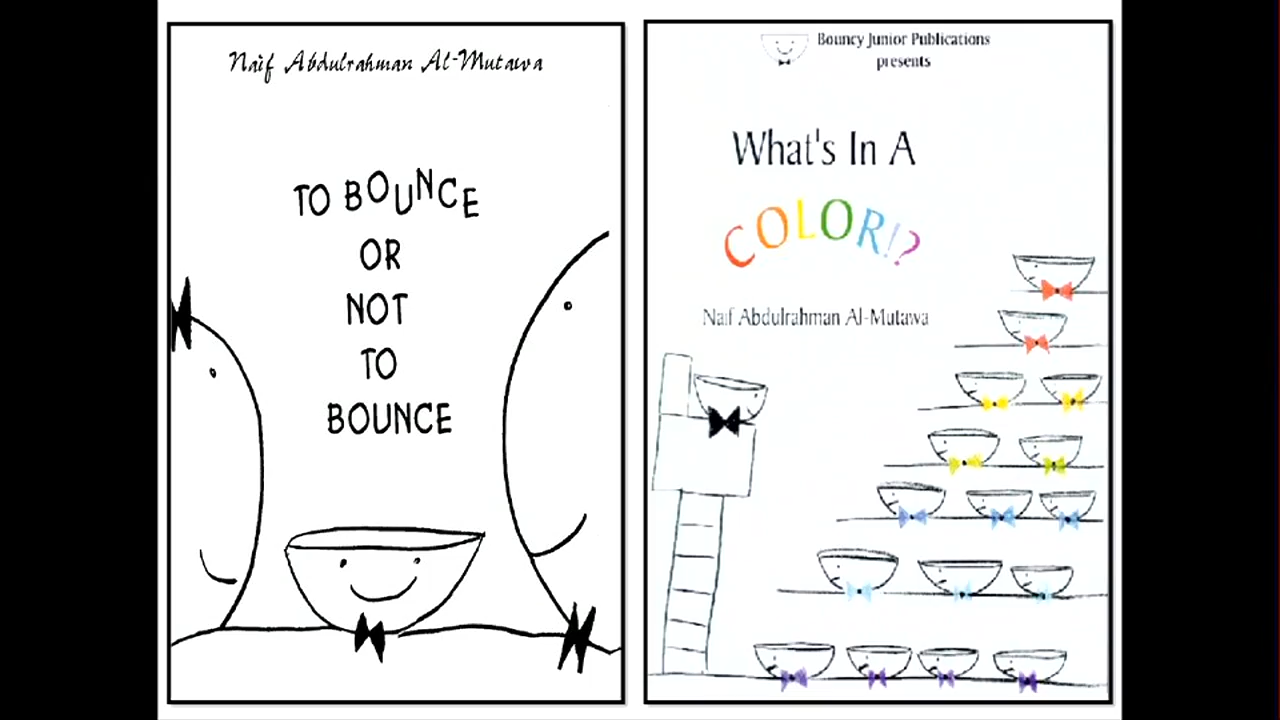 Naif Abdulrahman Al-Mutawa
TO BOUNCE
OR
NOT
TO
BOUNCE
Bouncy Junior Publications
presents
What's In A
COLOR!?
Naif Abdulrahman Al-Mutawa